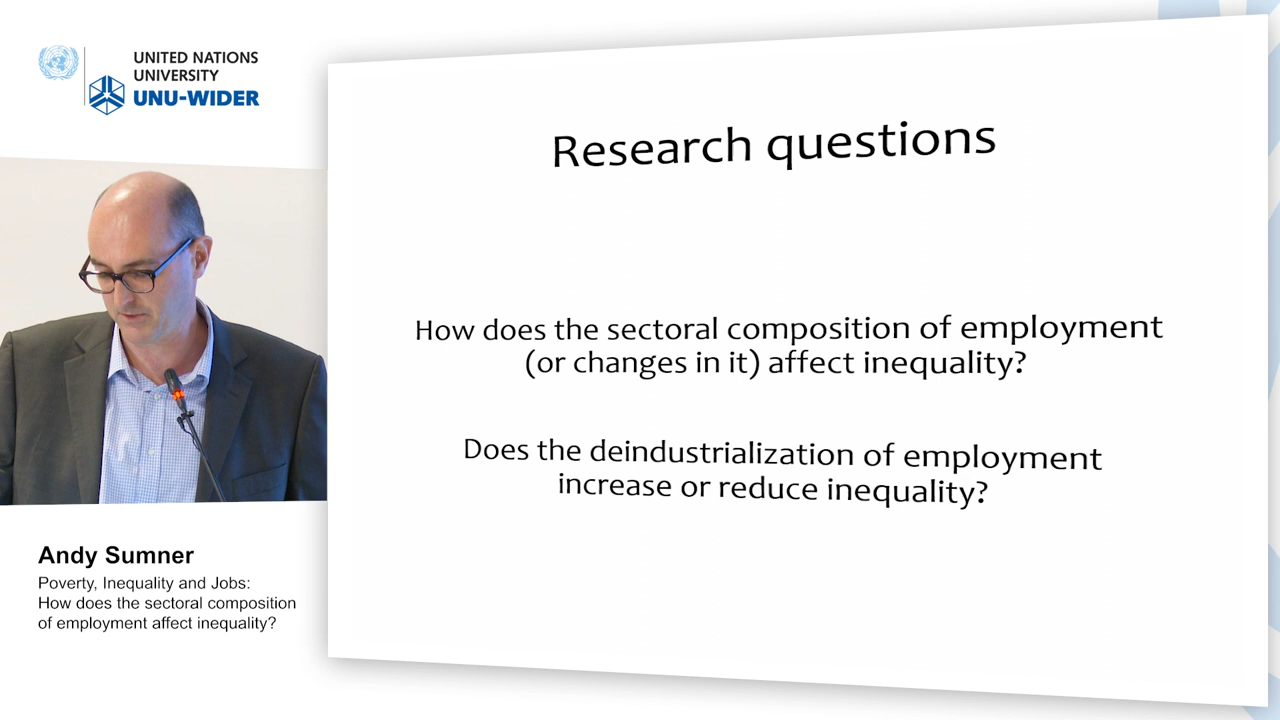 UNITED NATIONS
UNIVERSITY
UNU-WIDER
Research questions
How does the sectoral composition of employment
(or changes in it) affect inequality?
Does the deindustrialization of employment
increase or reduce inequality?
Andy Sumner
Poverty, Inequality and Jobs:
How does the sectoral composition
of employment affect inequality?